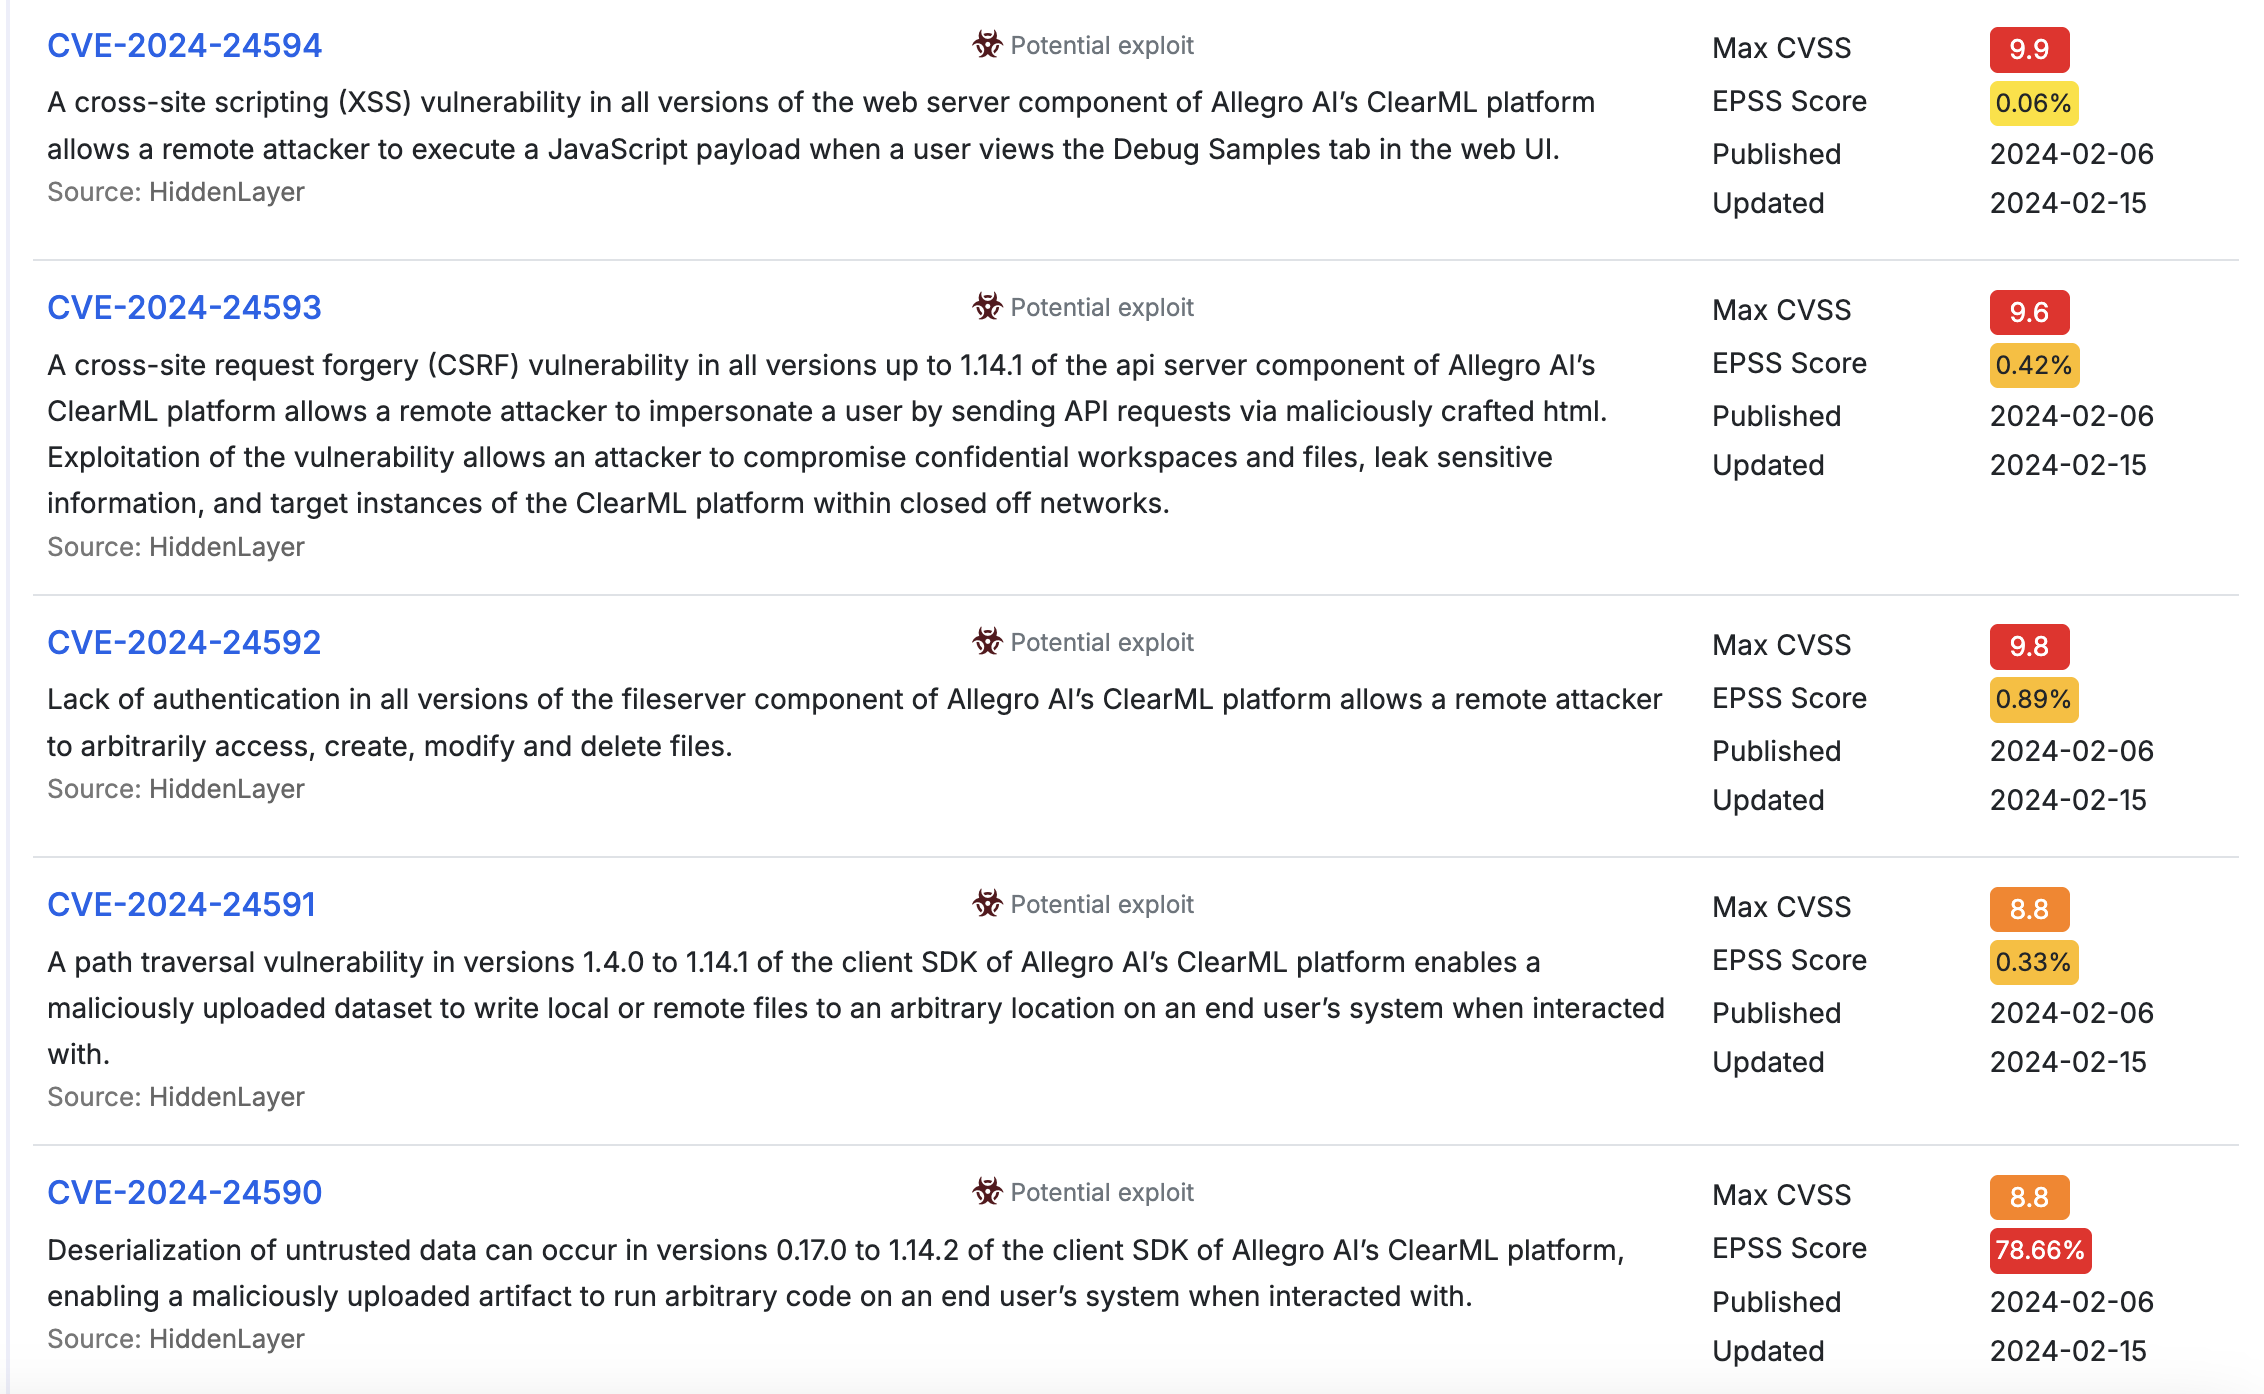 CVE-2024-24594
Potential exploit
Max CVSS
9.9
A cross-site scripting (XSS) vulnerability in all versions of the web server component of Allegro AI’s ClearML platform
allows a remote attacker to execute a JavaScript payload when a user views the Debug Samples tab in the web UI.
Source: HiddenLayer
EPSS Score
0.06%
Published
2024-02-06
Updated
2024-02-15
CVE-2024-24593
Potential exploit
Max CVSS
9.6
A cross-site request forgery (CSRF) vulnerability in all versions up to 1.14.1 of the api server component of Allegro AI’s
ClearML platform allows a remote attacker to impersonate a user by sending API requests via maliciously crafted html.
Exploitation of the vulnerability allows an attacker to compromise confidential workspaces and files, leak sensitive
information, and target instances of the ClearML platform within closed off networks.
Source: HiddenLayer
EPSS Score
0.42%
Published
2024-02-06
Updated
2024-02-15
CVE-2024-24592
Potential exploit
Max CVSS
9.8
Lack of authentication in all versions of the fileserver component of Allegro AI’s ClearML platform allows a remote attacker
to arbitrarily access, create, modify and delete files.
Source: HiddenLayer
EPSS Score
0.89%
Published
2024-02-06
Updated
2024-02-15
CVE-2024-24591
Potential exploit
Max CVSS
8.8
A path traversal vulnerability in versions 1.4.0 to 1.14.1 of the client SDK of Allegro AI’s ClearML platform enables a
maliciously uploaded dataset to write local or remote files to an arbitrary location on an end user’s system when interacted
with.
Source: HiddenLayer
EPSS Score
0.33%
Published
2024-02-06
Updated
2024-02-15
CVE-2024-24590
Potential exploit
Max CVSS
8.8
Deserialization of untrusted data can occur in versions 0.17.0 to 1.14.2 of the client SDK of Allegro AI’s ClearML platform,
enabling a maliciously uploaded artifact to run arbitrary code on an end user’s system when interacted with.
Source: HiddenLayer
EPSS Score
78.66%
Published
2024-02-06
Updated
2024-02-15